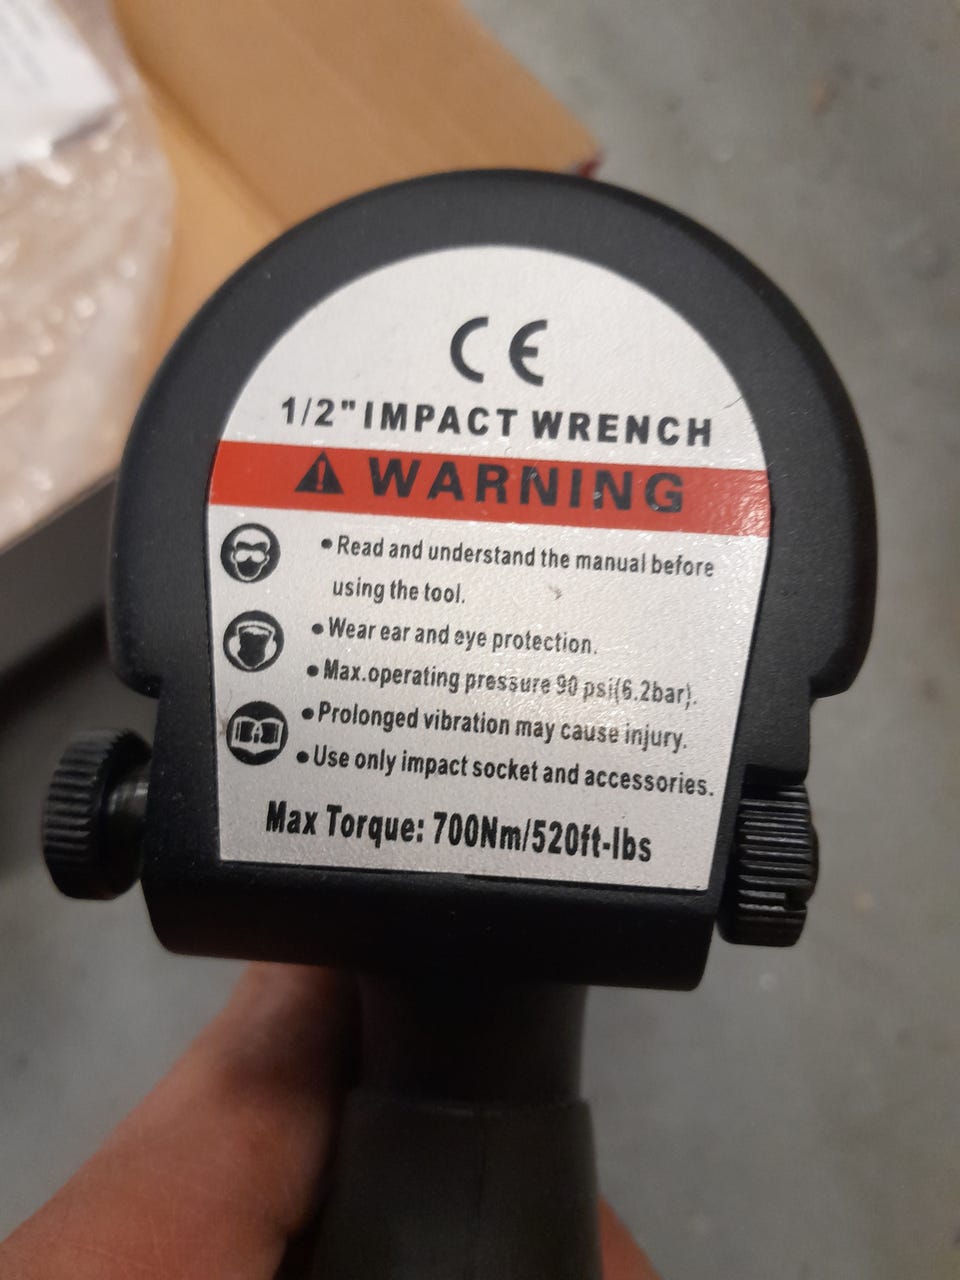 CE
1/2" IMPACT WRENCH
WARNING
• Read and understand the manual before
using the tool.
• Wear ear and eye protection.
• Max.operating pressure 90 psi(6.2bar).
• Prolonged vibration may cause injury.
• Use only impact socket and accessories.
Max Torque: 700Nm/520ft-lbs